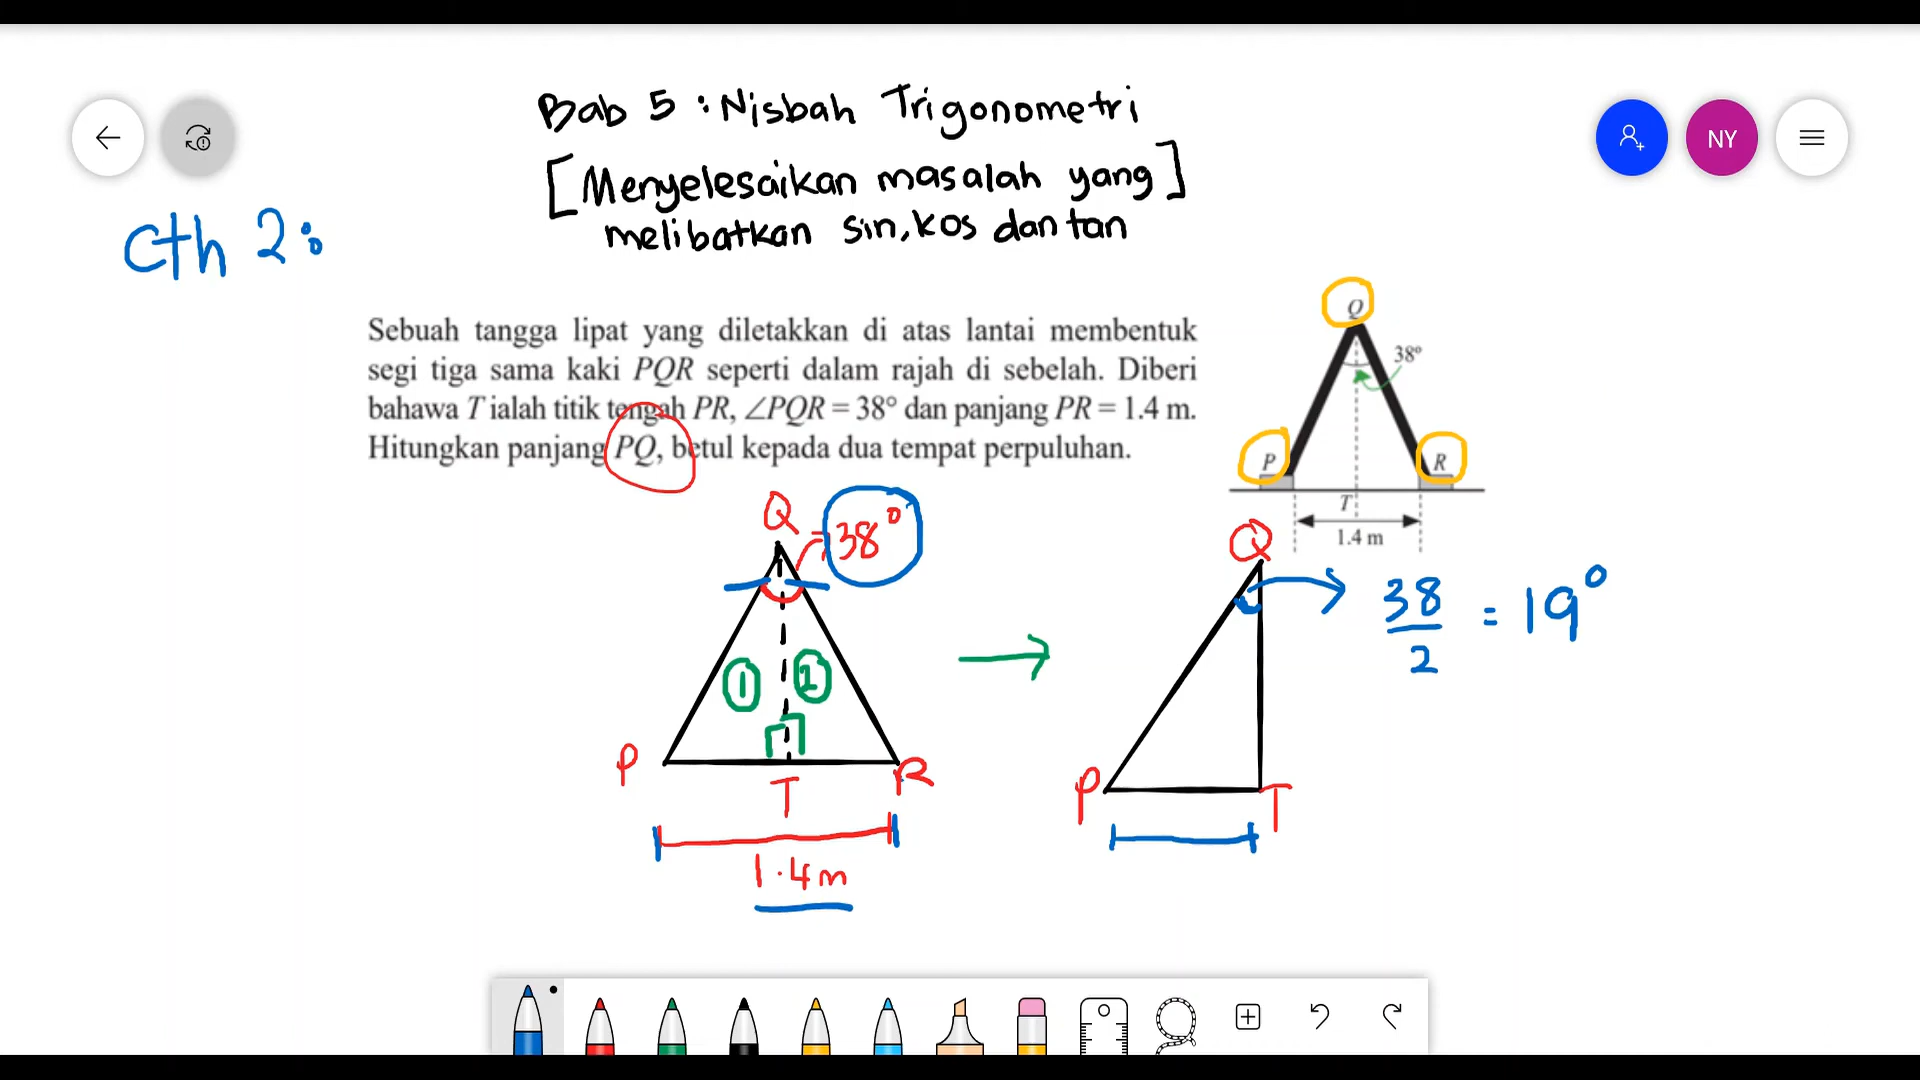 Bab 5 : Nisbah Trigonometri
[Menyelesaikan masalah yang]
melibatkan sin, kos dan tan
NY
Cth 2:
Sebuah tangga lipat yang diletakkan di atas lantai membentuk
segi tiga sama kaki PQR seperti dalam rajah di sebelah. Diberi
bahawa T ialah titik tengah PR, ∠PQR = 38° dan panjang PR = 1.4 m.
Hitungkan panjang PQ, betul kepada dua tempat perpuluhan.
Q
38°
P
R
T
1.4 m
Q
38°
1
2
P
T
R
1.4 m
Q
38/2 = 19°
P
T